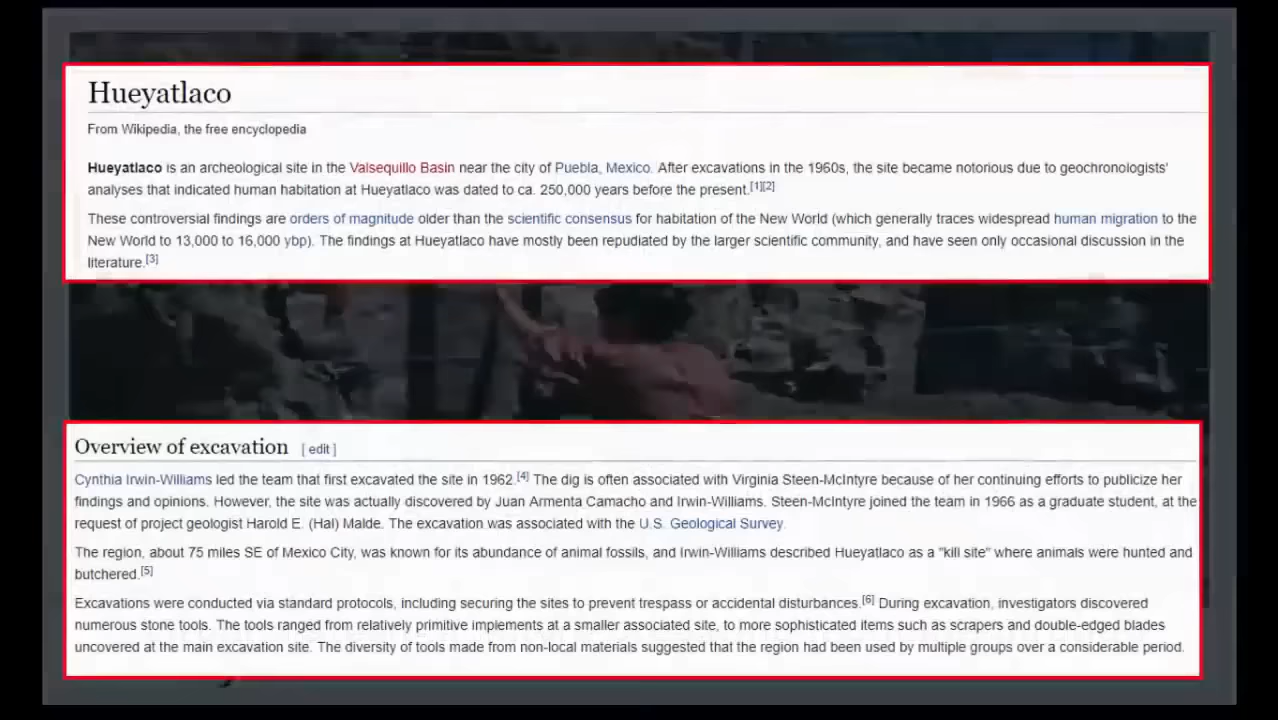 Hueyatlaco
From Wikipedia, the free encyclopedia
Hueyatlaco is an archeological site in the Valsequillo Basin near the city of Puebla, Mexico. After excavations in the 1960s, the site became notorious due to geochronologists'
analyses that indicated human habitation at Hueyatlaco was dated to ca. 250,000 years before the present.[1][2]
These controversial findings are orders of magnitude older than the scientific consensus for habitation of the New World (which generally traces widespread human migration to the
New World to 13,000 to 16,000 ybp). The findings at Hueyatlaco have mostly been repudiated by the larger scientific community, and have seen only occasional discussion in the
literature.[3]
Overview of excavation [ edit ]
Cynthia Irwin-Williams led the team that first excavated the site in 1962.[4] The dig is often associated with Virginia Steen-McIntyre because of her continuing efforts to publicize her
findings and opinions. However, the site was actually discovered by Juan Armenta Camacho and Irwin-Williams. Steen-McIntyre joined the team in 1966 as a graduate student, at the
request of project geologist Harold E. (Hal) Malde. The excavation was associated with the U.S. Geological Survey.
The region, about 75 miles SE of Mexico City, was known for its abundance of animal fossils, and Irwin-Williams described Hueyatlaco as a "kill site" where animals were hunted and
butchered.[5]
Excavations were conducted via standard protocols, including securing the sites to prevent trespass or accidental disturbances.[6] During excavation, investigators discovered
numerous stone tools. The tools ranged from relatively primitive implements at a smaller associated site, to more sophisticated items such as scrapers and double-edged blades
uncovered at the main excavation site. The diversity of tools made from non-local materials suggested that the region had been used by multiple groups over a considerable period.